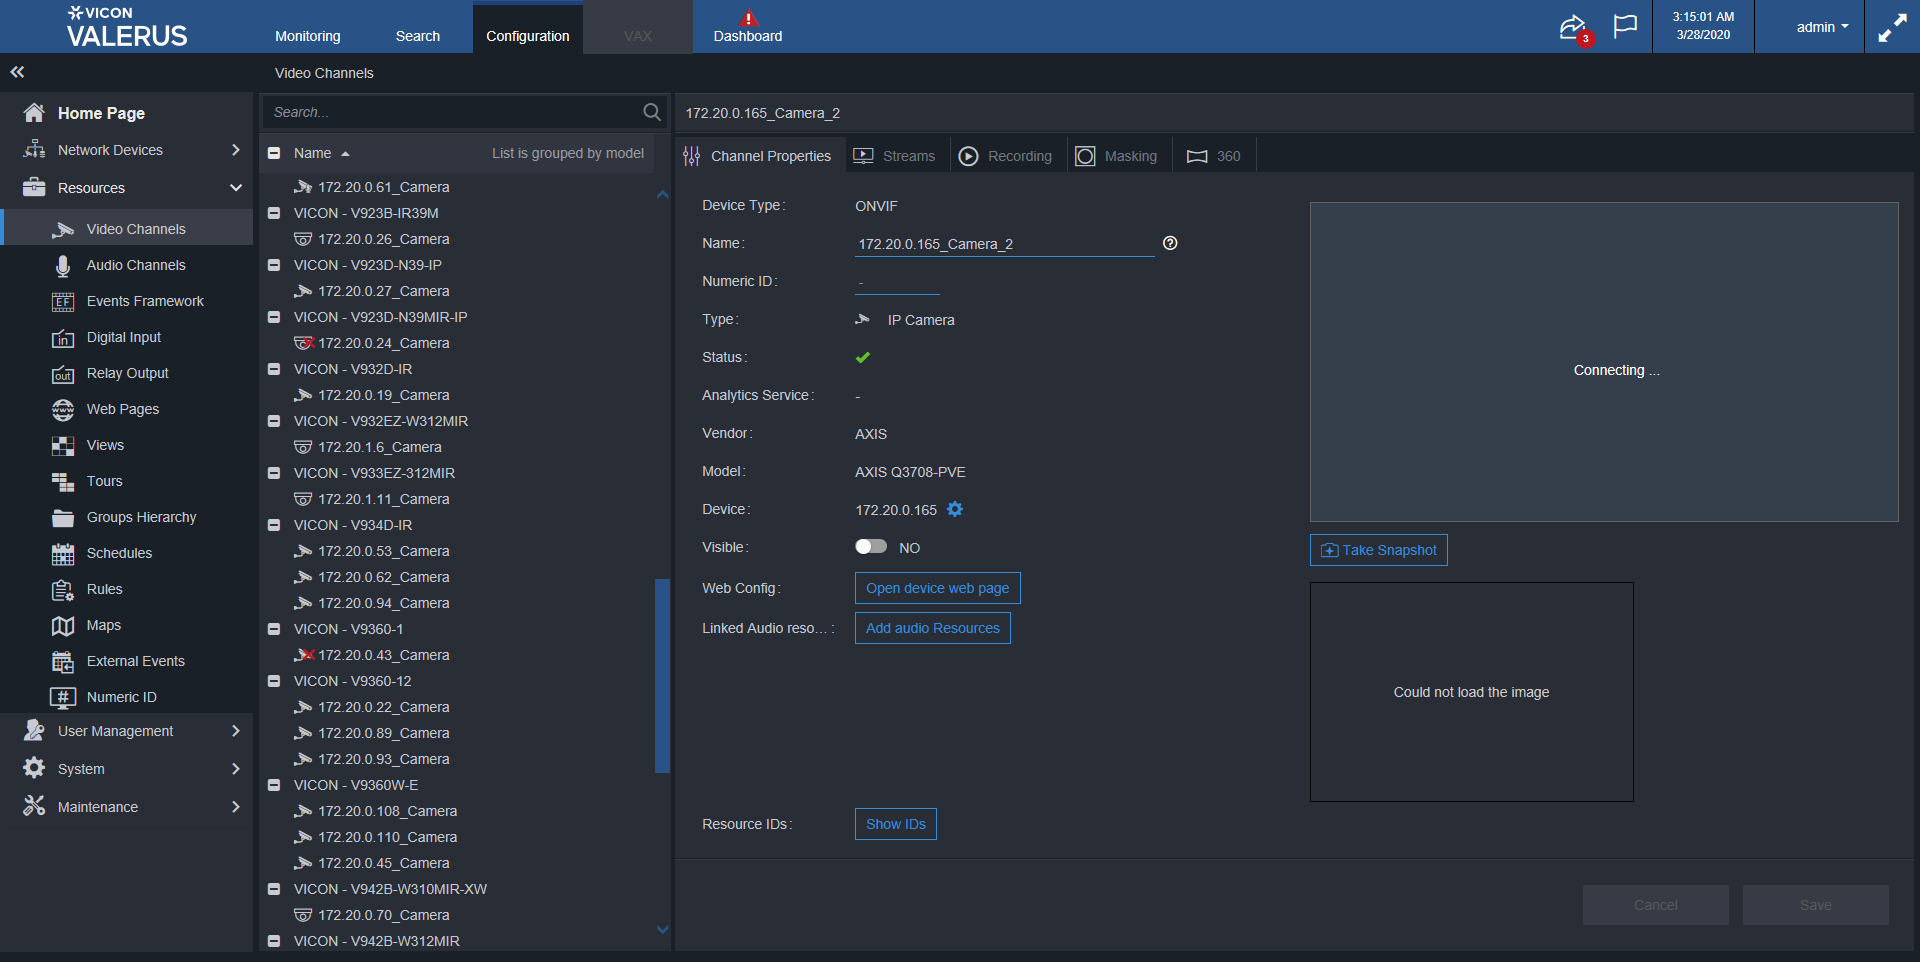 VICON
VALERUS
Monitoring
Search
Configuration
VAX
Dashboard
3
3:15:01 AM
3/28/2020
admin
Video Channels
Home Page
Network Devices
Resources
Video Channels
Audio Channels
EF
Events Framework
in
Digital Input
out
Relay Output
www
Web Pages
Views
Tours
Groups Hierarchy
Schedules
Rules
Maps
External Events
#
Numeric ID
User Management
System
Maintenance
Search...
Name
List is grouped by model
172.20.0.61_Camera
VICON - V923B-IR39M
172.20.0.26_Camera
VICON - V923D-N39-IP
172.20.0.27_Camera
VICON - V923D-N39MIR-IP
172.20.0.24_Camera
VICON - V932D-IR
172.20.0.19_Camera
VICON - V932EZ-W312MIR
172.20.1.6_Camera
VICON - V933EZ-312MIR
172.20.1.11_Camera
VICON - V934D-IR
172.20.0.53_Camera
172.20.0.62_Camera
172.20.0.94_Camera
VICON - V9360-1
172.20.0.43_Camera
VICON - V9360-12
172.20.0.22_Camera
172.20.0.89_Camera
172.20.0.93_Camera
VICON - V9360W-E
172.20.0.108_Camera
172.20.0.110_Camera
172.20.0.45_Camera
VICON - V942B-W310MIR-XW
172.20.0.70_Camera
VICON - V942B-W312MIR
172.20.0.165_Camera_2
Channel Properties
Streams
Recording
Masking
360
Device Type: ONVIF
Name: 172.20.0.165_Camera_2
Numeric ID: -
Type: IP Camera
Status:
Analytics Service: -
Vendor: AXIS
Model: AXIS Q3708-PVE
Device: 172.20.0.165
Visible: NO
Web Config: Open device web page
Linked Audio reso... : Add audio Resources
Resource IDs: Show IDs
Connecting ...
Take Snapshot
Could not load the image
Cancel
Save